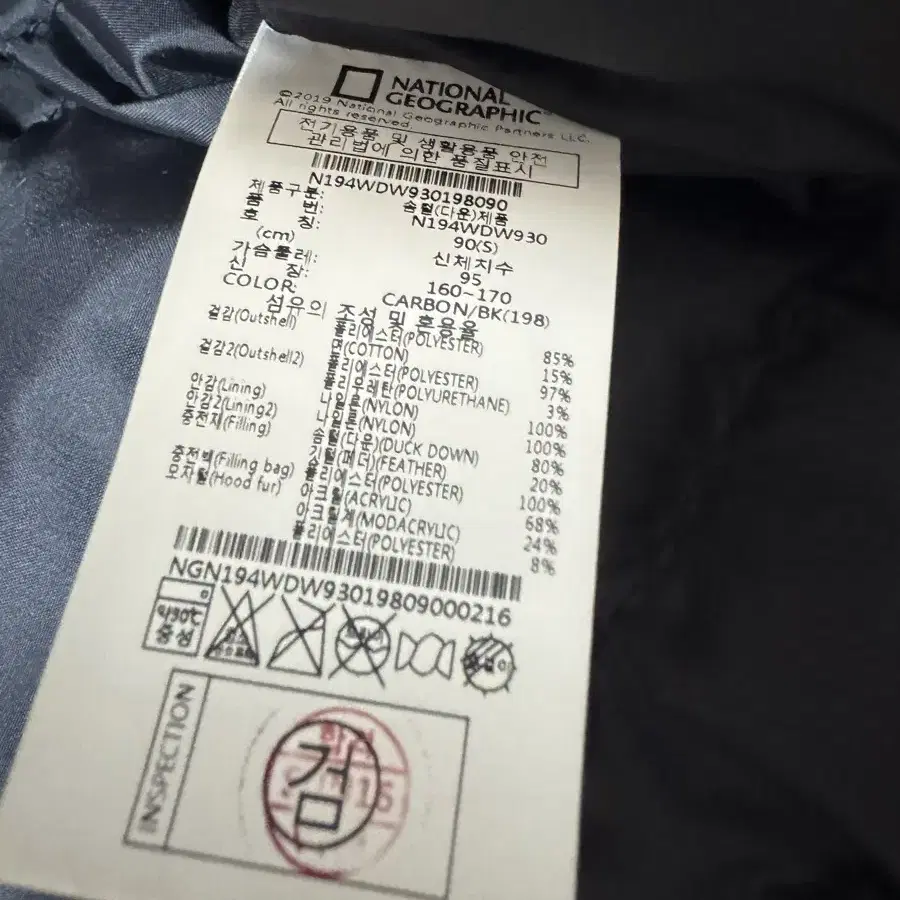 NATIONAL
GEOGRAPHIC
©2019 National Geographic Partners LLC.
All rights reserved.
전기용품 및 생활용품 안전
관리법에 의한 품질표시
N194WDW930198090
제품구분: 솜털(다운)제품
품 번: N194WDW930
호 칭: 90(S)
(cm) 신체치수
가슴둘레: 95
신 장: 160-170
COLOR: CARBON/BK(198)
섬유의 조성 및 혼용율
겉감(Outshell) 폴리에스터(POLYESTER) 85%
면(COTTON) 15%
겉감2(Outshell2) 폴리에스터(POLYESTER) 97%
폴리우레탄(POLYURETHANE) 3%
안감(Lining) 나일론(NYLON) 100%
안감2(Lining2) 나일론(NYLON) 100%
충전재(Filling) 솜털(다운)(DUCK DOWN) 80%
깃털(페더)(FEATHER) 20%
충전백(Filling bag) 폴리에스터(POLYESTER) 100%
모자털(Hood fur) 아크릴(ACRYLIC) 68%
아크릴계(MODACRYLIC) 24%
폴리에스터(POLYESTER) 8%
NGN194WDW93019809000216
약30℃
중성
INSPECTION
검